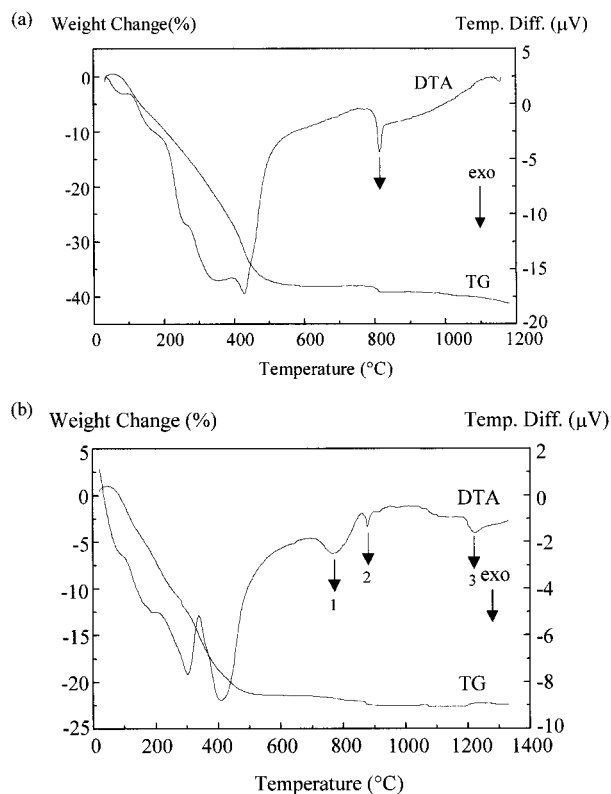 (a) Weight Change(%) Temp. Diff. (μV)
5
0
0
DTA
-10
-5
exo
-20
-10
-30
-15
TG
-40
-20
0 200 400 600 800 1000 1200
Temperature (°C)
(b) Weight Change (%) Temp. Diff. (μV)
5
2
0
0
DTA
-5
-2
3 exo
2
1
-10
-4
-15
-6
-20
TG
-8
-25
-10
0 200 400 600 800 1000 1200 1400
Temperature (°C)